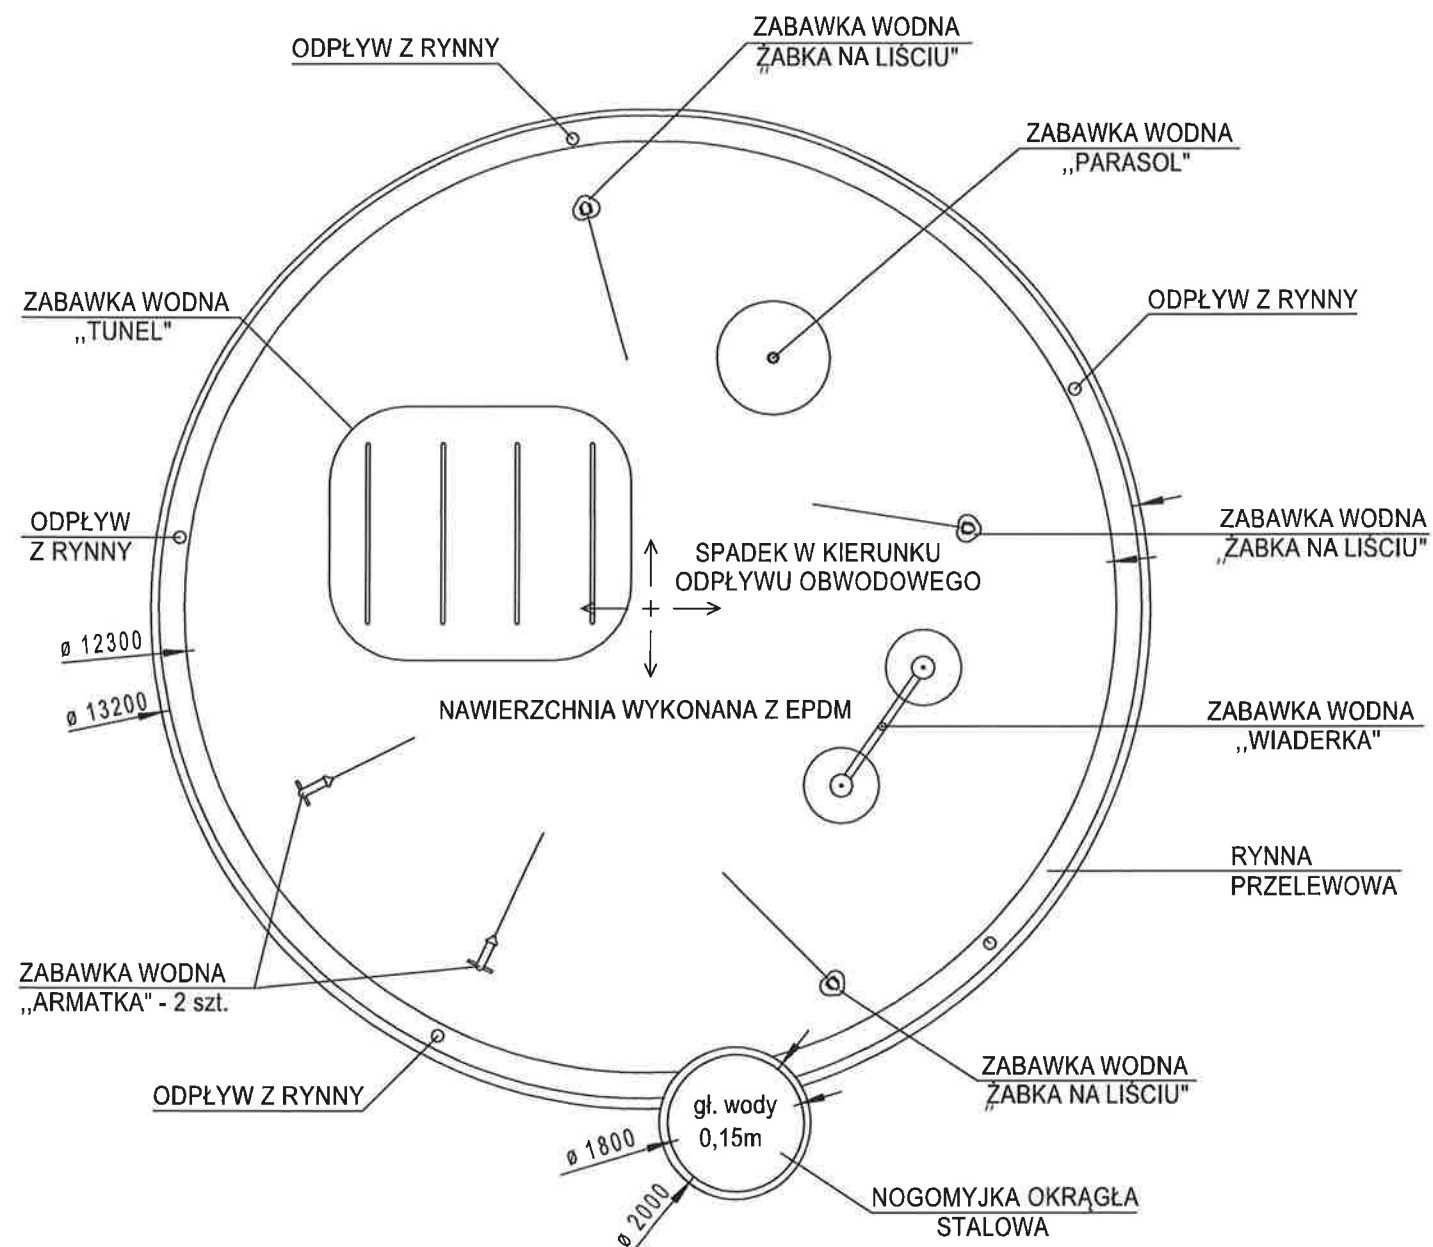 ZABAWKA WODNA
„ŻABKA NA LIŚCIU"
ODPŁYW Z RYNNY
ZABAWKA WODNA
,,PARASOL"
ZABAWKA WODNA
,,TUNEL"
ODPŁYW Z RYNNY
ODPŁYW
Z RYNNY
ZABAWKA WODNA
„ŻABKA NA LIŚCIU"
SPADEK W KIERUNKU
ODPŁYWU OBWODOWEGO
ø 12300
ø 13200
NAWIERZCHNIA WYKONANA Z EPDM
ZABAWKA WODNA
,,WIADERKA"
RYNNA
PRZELEWOWA
ZABAWKA WODNA
,,ARMATKA" - 2 szt.
ODPŁYW Z RYNNY
ZABAWKA WODNA
„ŻABKA NA LIŚCIU"
gł. wody
0,15m
ø 1800
ø 2000
NOGOMYJKA OKRĄGŁA
STALOWA